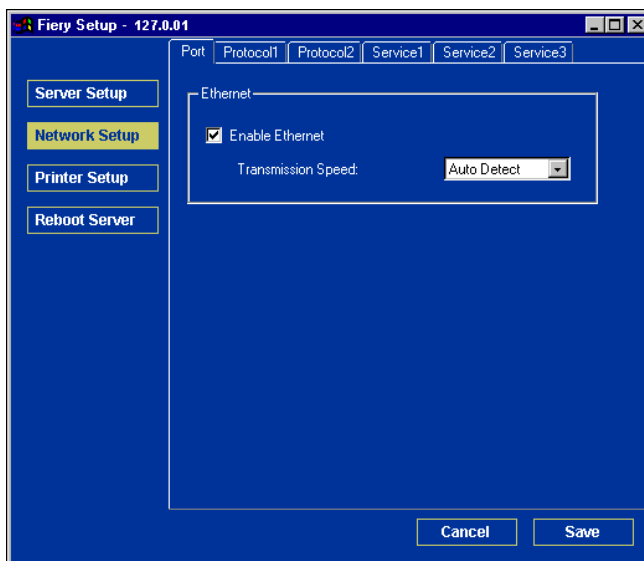 Fiery Setup - 127.0.01
Port Protocol1 Protocol2 Service1 Service2 Service3
Server Setup
Network Setup
Printer Setup
Reboot Server
Ethernet
Enable Ethernet
Transmission Speed: Auto Detect
Cancel Save